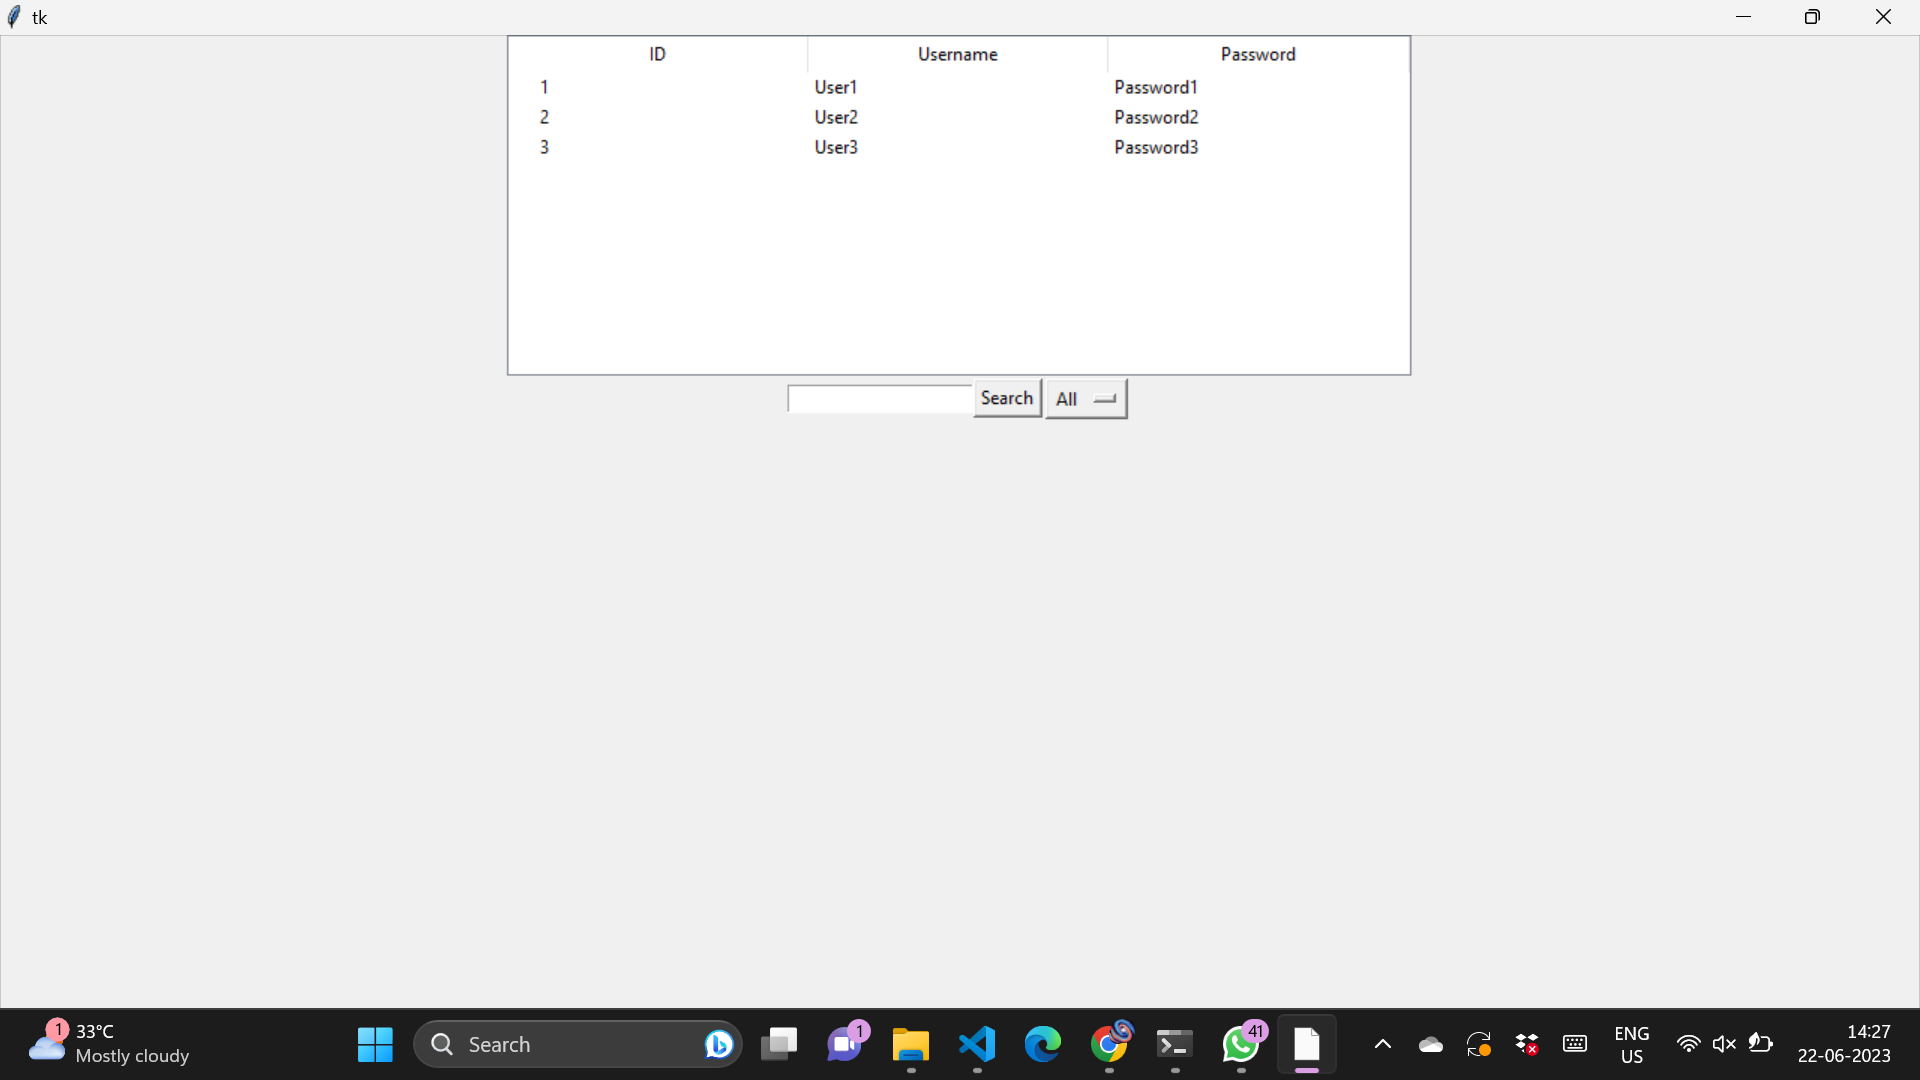 tk
ID Username Password
1 User1 Password1
2 User2 Password2
3 User3 Password3
Search All
1 33°C
Mostly cloudy
Search
1
41
ENG
US
14:27
22-06-2023